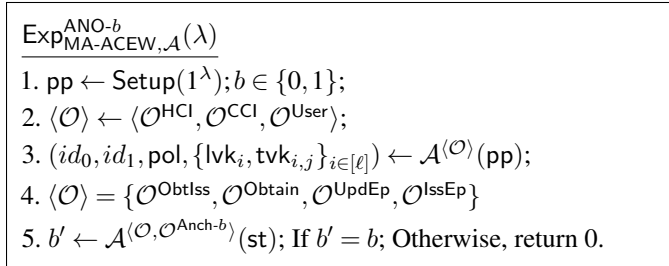 Exp^{ANO-b}_{MA-ACEW,𝒜}(λ)
1. pp ← Setup(1^λ); b ∈ {0, 1};
2. ⟨𝒪⟩ ← ⟨𝒪^{HCI}, 𝒪^{CCI}, 𝒪^{User}⟩;
3. (id_0, id_1, pol, {lvk_i, tvk_{i,j}}_{i∈[ℓ]}) ← 𝒜^{⟨𝒪⟩}(pp);
4. ⟨𝒪⟩ = {𝒪^{ObtIss}, 𝒪^{Obtain}, 𝒪^{UpdEp}, 𝒪^{IssEp}}
5. b′ ← 𝒜^{⟨𝒪,𝒪^{Anch-b}⟩}(st); If b′ = b; Otherwise, return 0.